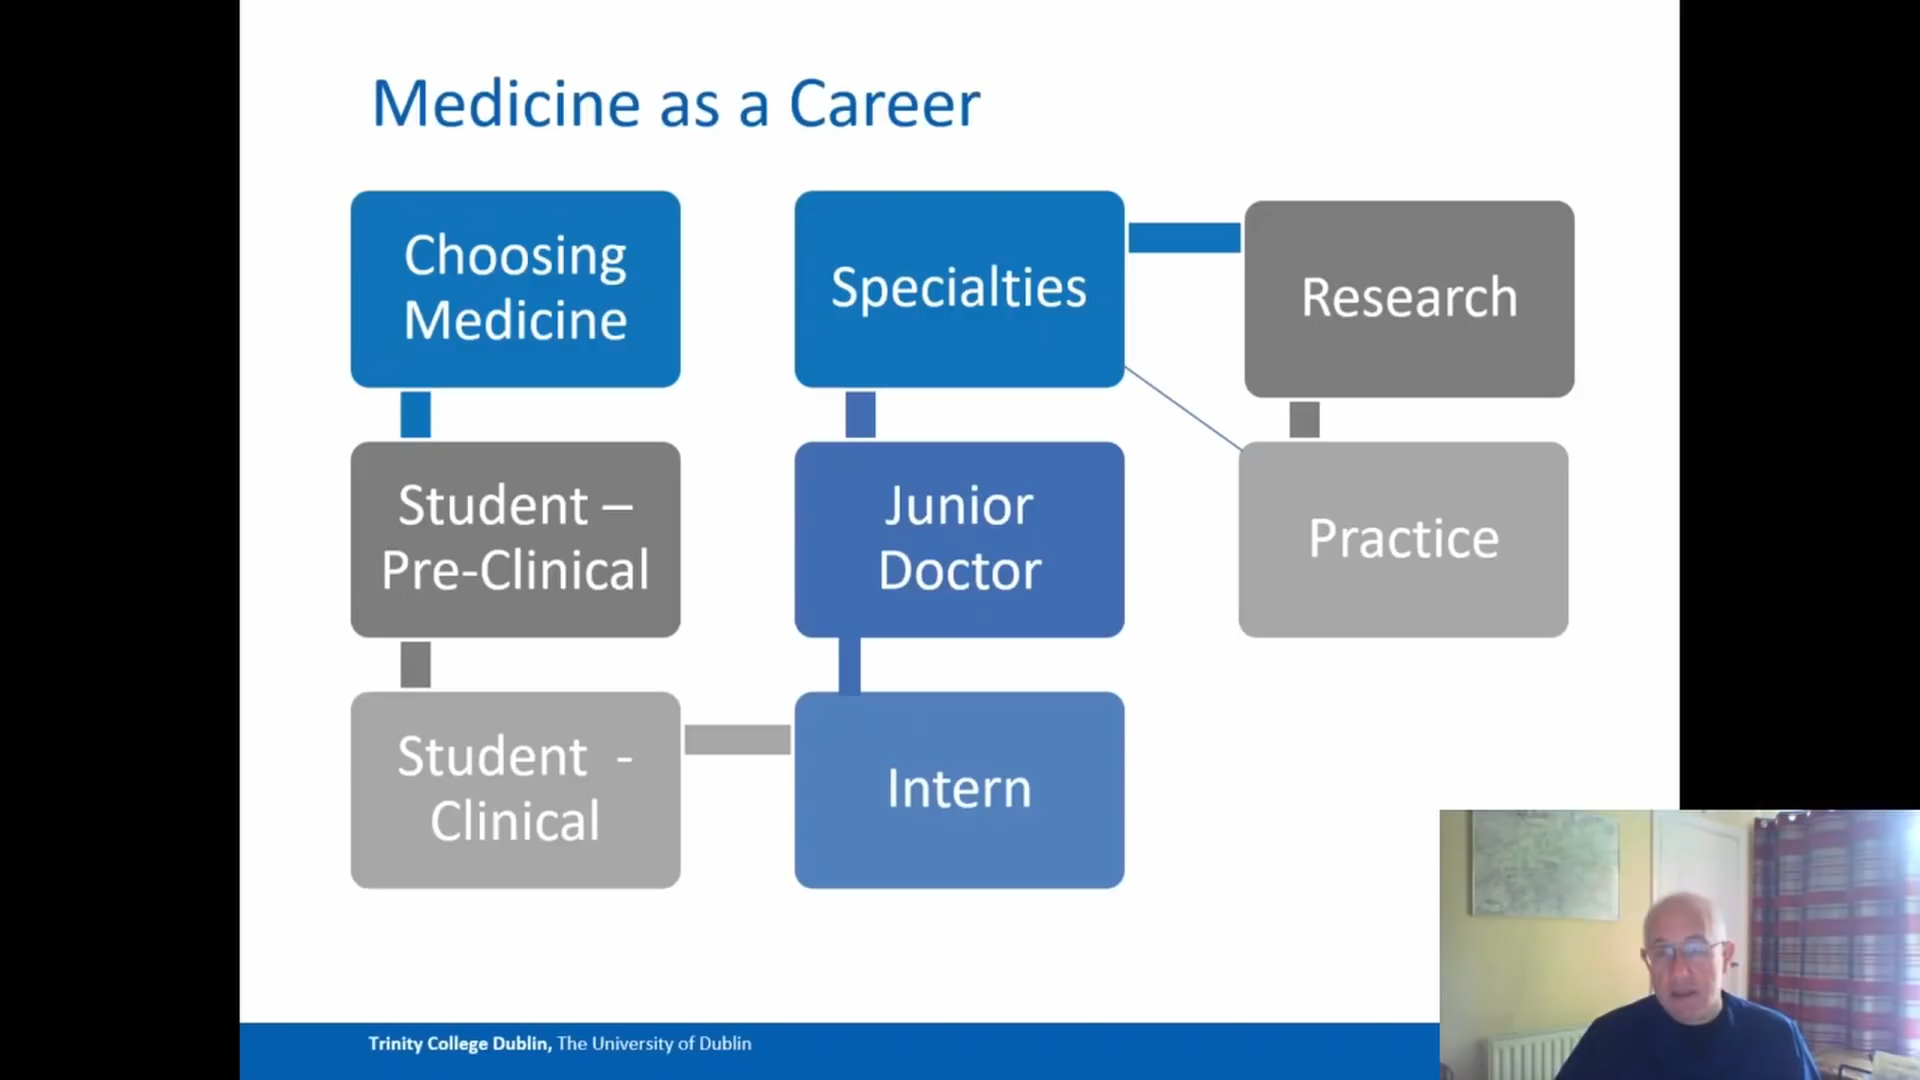 Medicine as a Career
Choosing
Medicine
Student –
Pre-Clinical
Student -
Clinical
Specialties
Junior
Doctor
Intern
Research
Practice
Trinity College Dublin, The University of Dublin